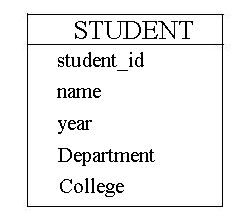 STUDENT
student_id
name
year
Department
College